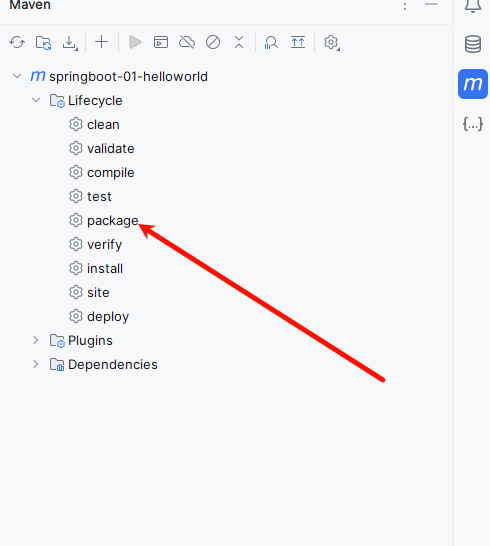 Maven
m springboot-01-helloworld
Lifecycle
clean
validate
compile
test
package
verify
install
site
deploy
Plugins
Dependencies
m
{...}